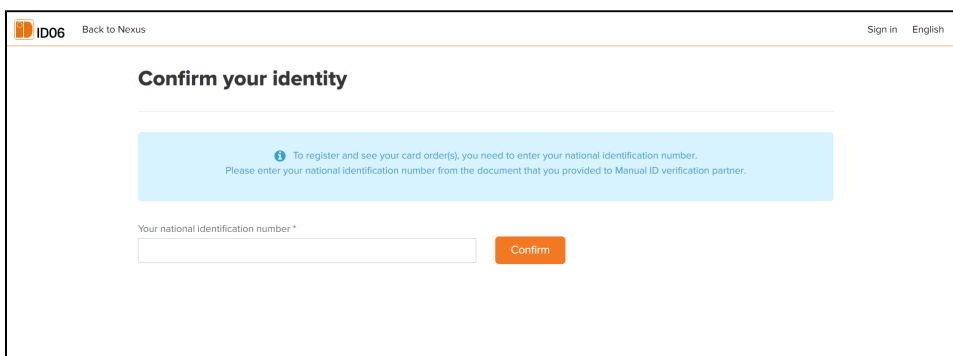 ID06 Back to Nexus Sign in English
Confirm your identity
To register and see your card order(s), you need to enter your national identification number.
Please enter your national identification number from the document that you provided to Manual ID verification partner.
Your national identification number *
Confirm